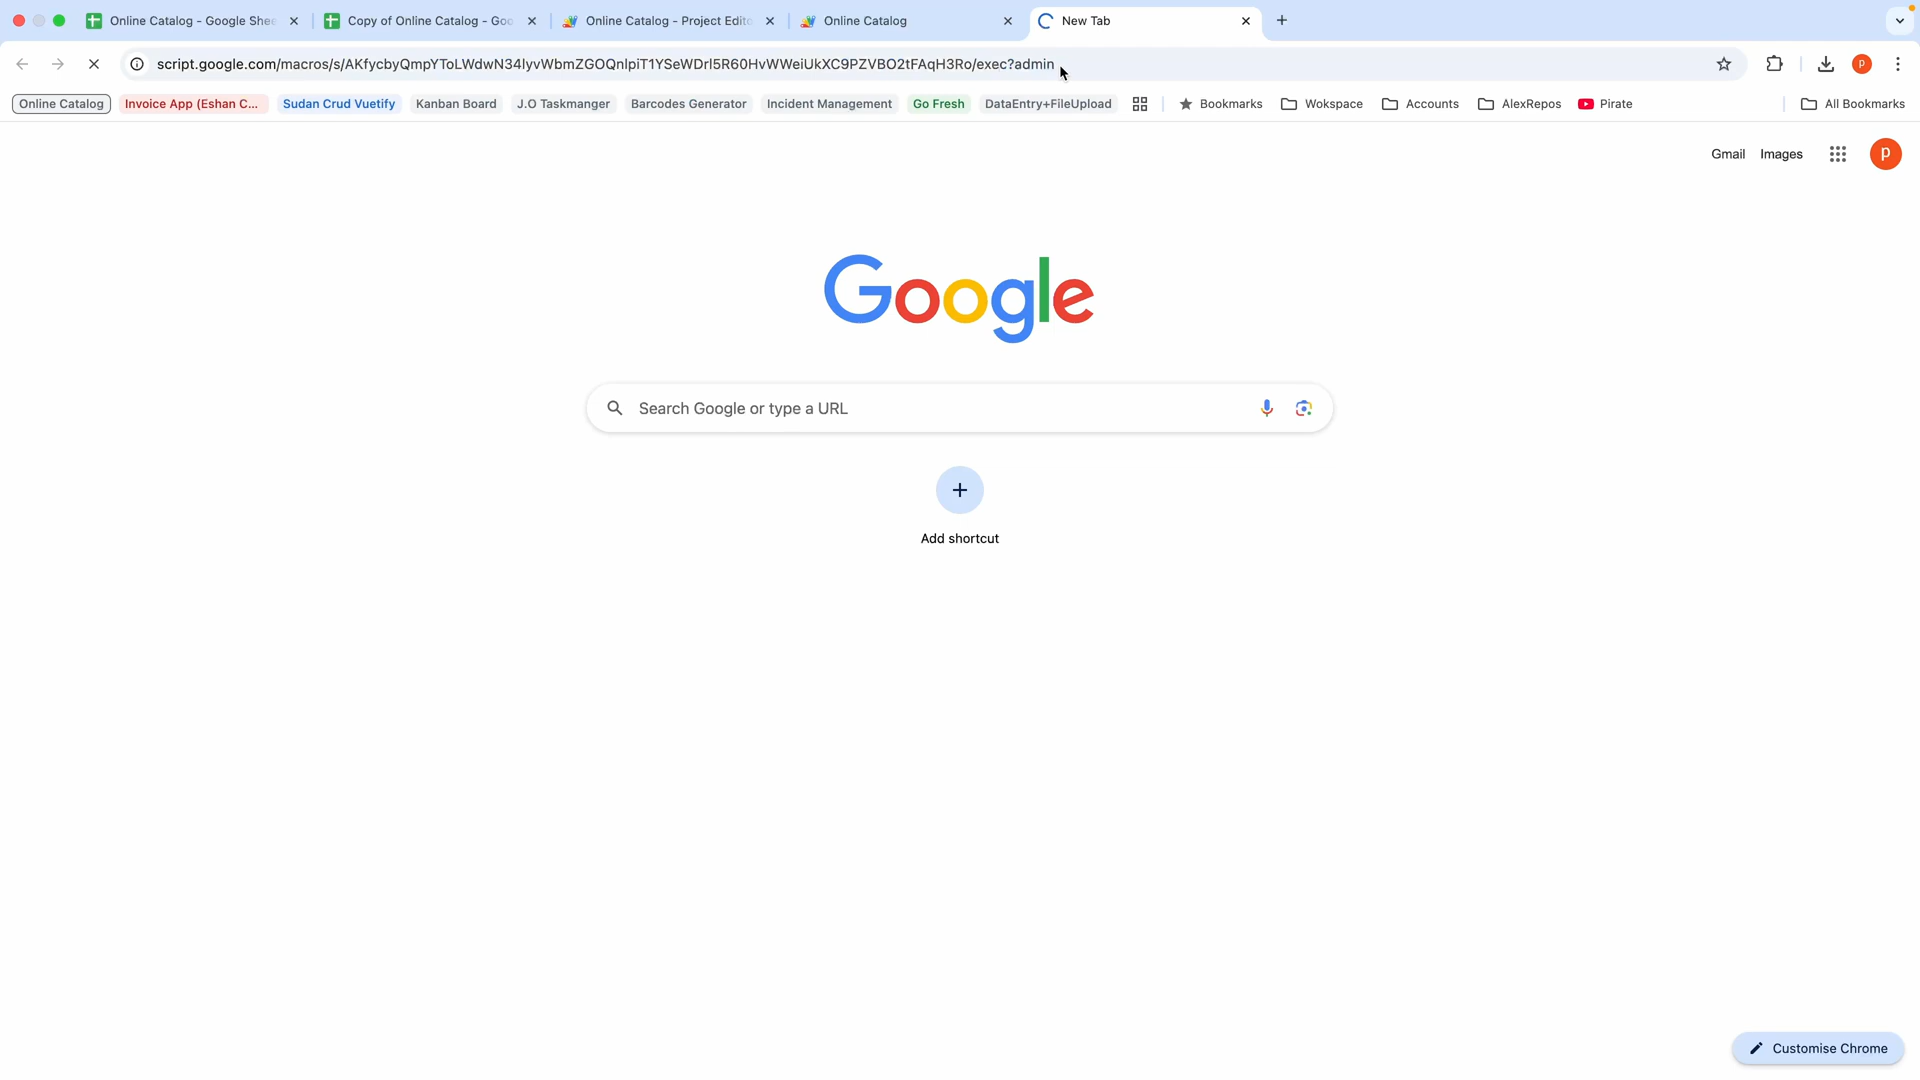 Online Catalog - Google Shee
Copy of Online Catalog - Goo
Online Catalog - Project Edito
Online Catalog
New Tab
script.google.com/macros/s/AKfycbyQmpYToLWdwN34lyvWbmZGOQnlpiT1YSeWDrl5R60HvWWeiUkXC9PZVBO2tFAqH3Ro/exec?admin
p
Online Catalog
Invoice App (Eshan C...
Sudan Crud Vuetify
Kanban Board
J.O Taskmanger
Barcodes Generator
Incident Management
Go Fresh
DataEntry+FileUpload
Bookmarks
Wokspace
Accounts
AlexRepos
Pirate
All Bookmarks
Gmail
Images
p
Google
Search Google or type a URL
Add shortcut
Customise Chrome